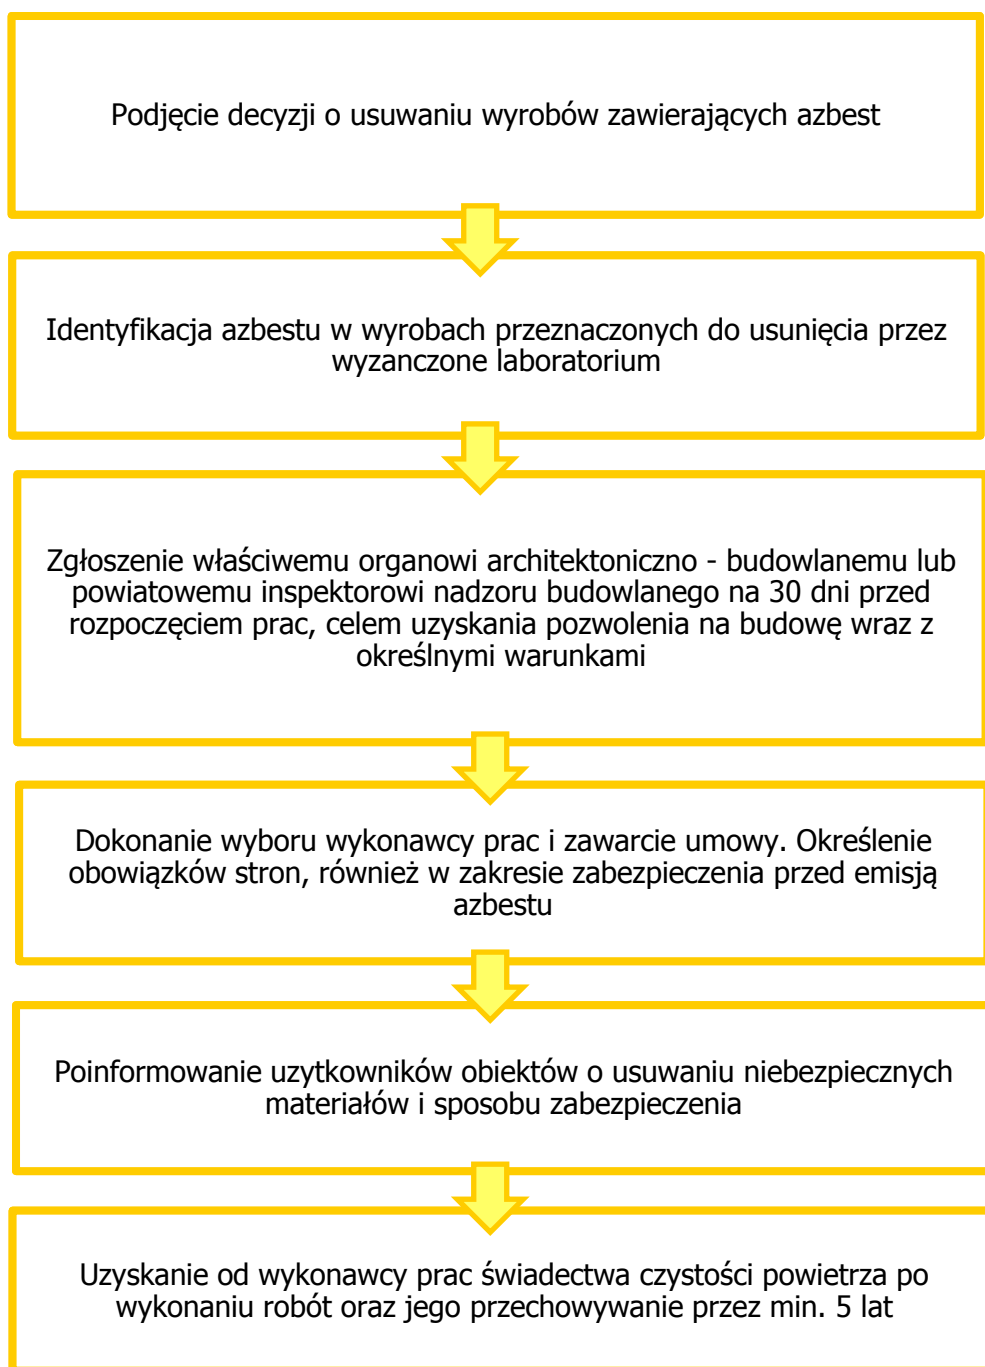 Podjęcie decyzji o usuwaniu wyrobów zawierających azbest
Identyfikacja azbestu w wyrobach przeznaczonych do usunięcia przez
wyzanczone laboratorium
Zgłoszenie właściwemu organowi architektoniczno - budowlanemu lub
powiatowemu inspektorowi nadzoru budowlanego na 30 dni przed
rozpoczęciem prac, celem uzyskania pozwolenia na budowę wraz z
określnymi warunkami
Dokonanie wyboru wykonawcy prac i zawarcie umowy. Określenie
obowiązków stron, również w zakresie zabezpieczenia przed emisją
azbestu
Poinformowanie uzytkowników obiektów o usuwaniu niebezpiecznych
materiałów i sposobu zabezpieczenia
Uzyskanie od wykonawcy prac świadectwa czystości powietrza po
wykonaniu robót oraz jego przechowywanie przez min. 5 lat